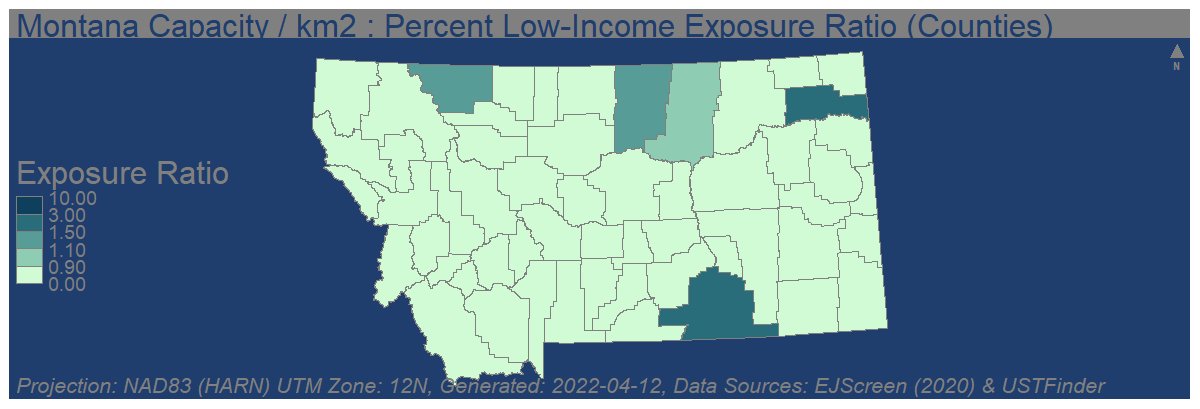 Montana Capacity / km2 : Percent Low-Income Exposure Ratio (Counties)
N
Exposure Ratio
10.00
3.00
1.50
1.10
0.90
0.00
Projection: NAD83 (HARN) UTM Zone: 12N, Generated: 2022-04-12, Data Sources: EJScreen (2020) & USTFinder